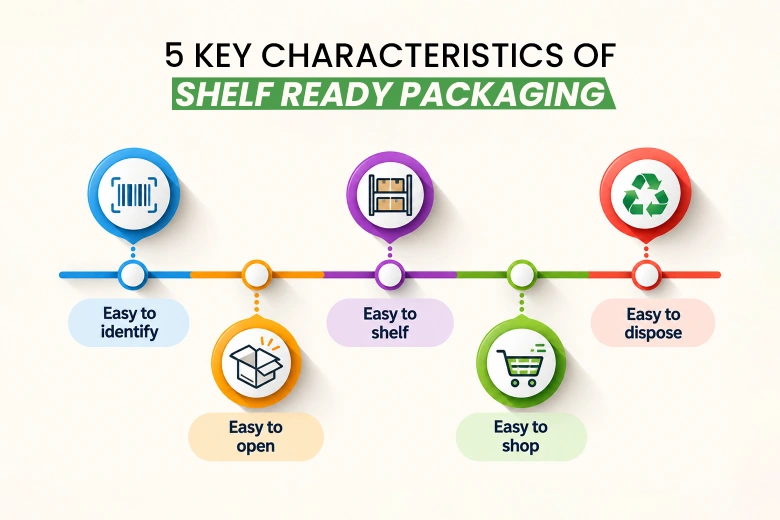 5 KEY CHARACTERISTICS OF
SHELF READY PACKAGING
Easy to
identify
Easy to
open
Easy to
shelf
Easy to
shop
Easy to
dispose